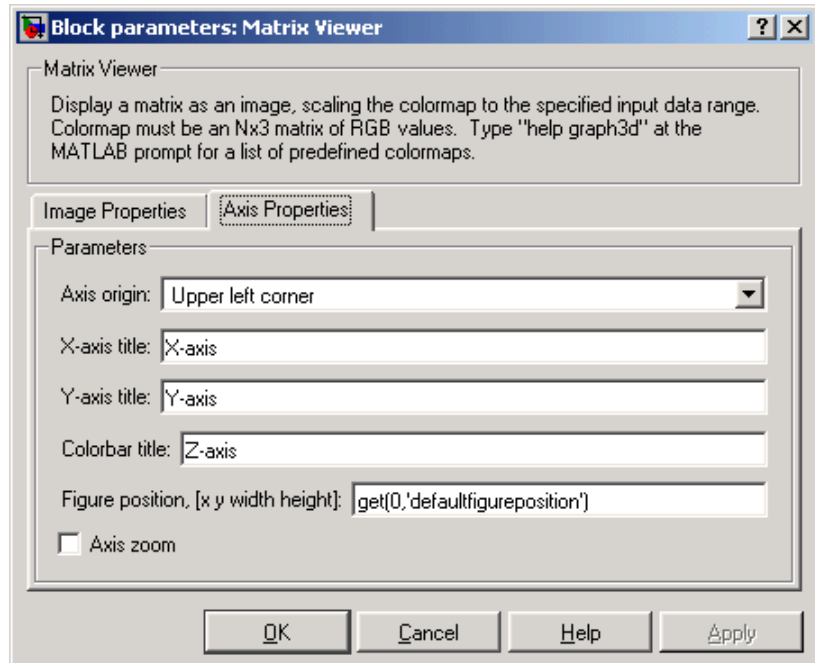 Block parameters: Matrix Viewer
Matrix Viewer
Display a matrix as an image, scaling the colormap to the specified input data range.
Colormap must be an Nx3 matrix of RGB values. Type "help graph3d" at the
MATLAB prompt for a list of predefined colormaps.
Image Properties Axis Properties
Parameters
Axis origin: Upper left corner
X-axis title: X-axis
Y-axis title: Y-axis
Colorbar title: Z-axis
Figure position, [x y width height]: get(0,'defaultfigureposition')
Axis zoom
OK Cancel Help Apply